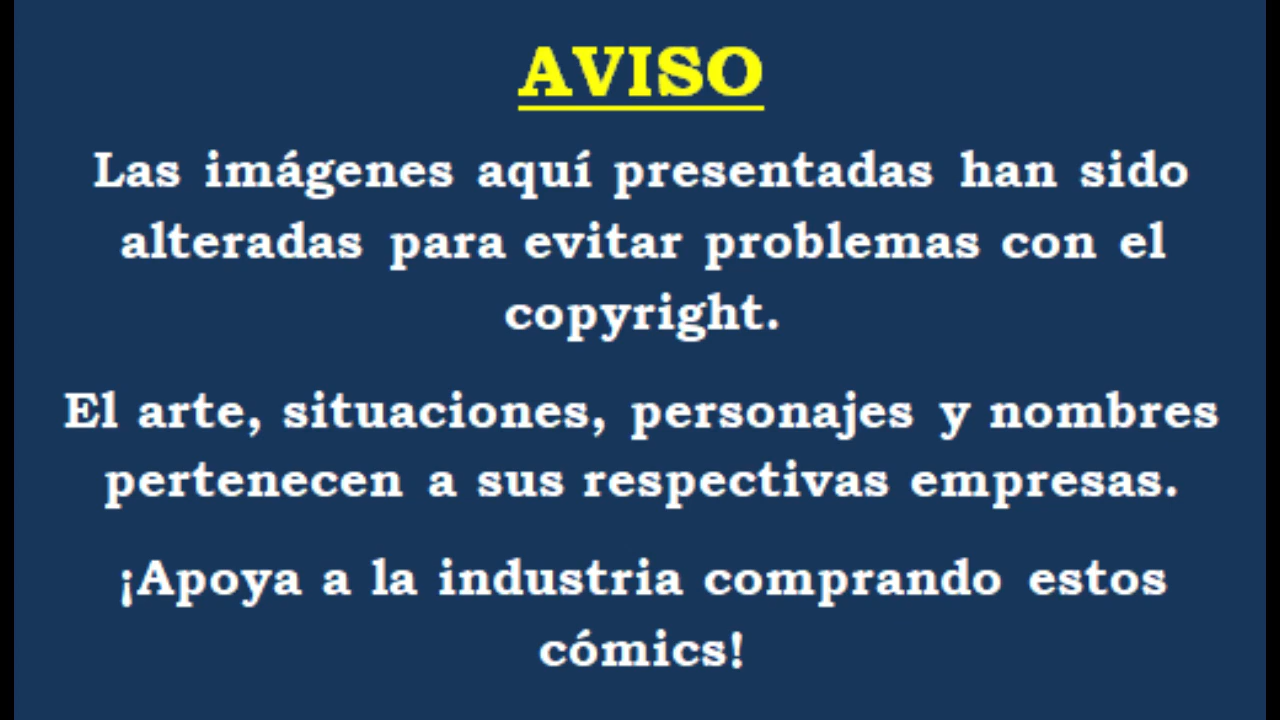 AVISO
Las imágenes aquí presentadas han sido
alteradas para evitar problemas con el
copyright.
El arte, situaciones, personajes y nombres
pertenecen a sus respectivas empresas.
¡Apoya a la industria comprando estos
cómics!